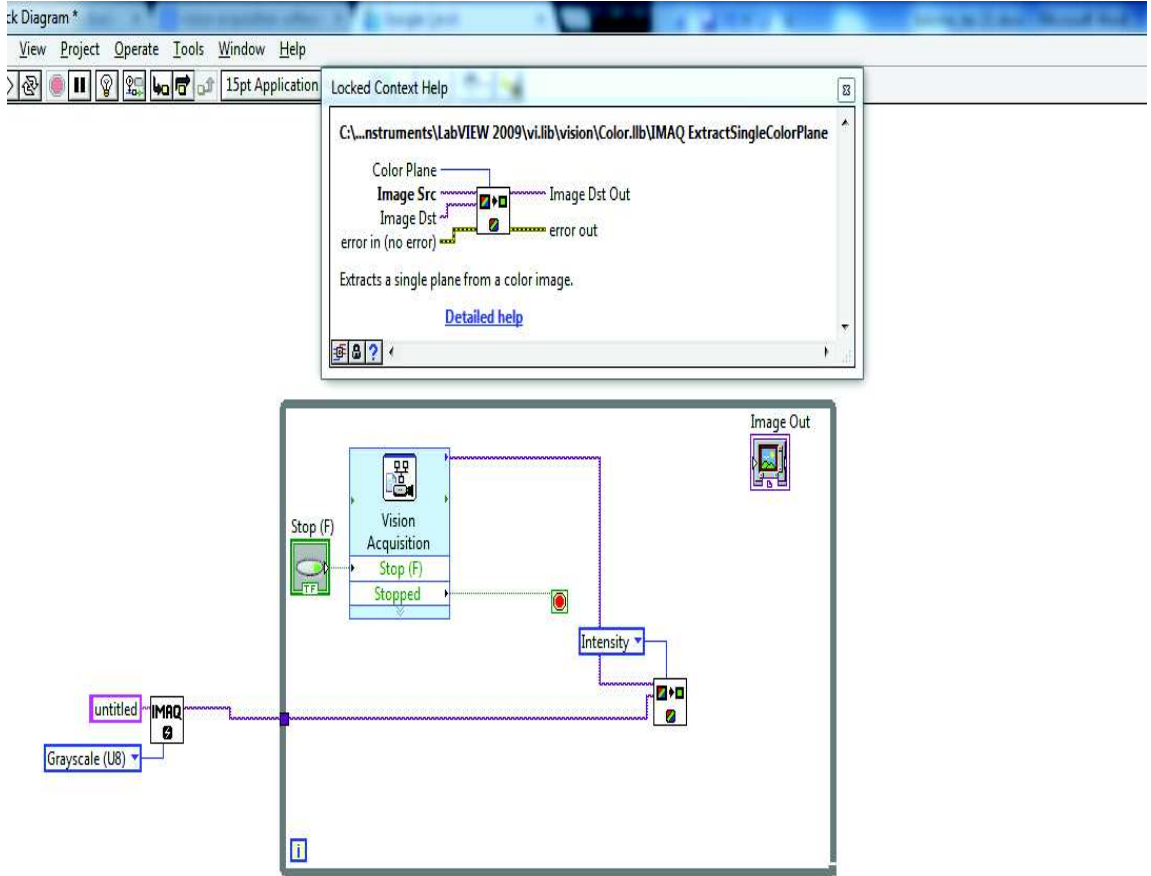 ck Diagram *
View Project Operate Tools Window Help
15pt Application
Locked Context Help
C:\...nstruments\LabVIEW 2009\vi.lib\vision\Color.llb\IMAQ ExtractSingleColorPlane
Color Plane
Image Src
Image Dst Out
Image Dst
error out
error in (no error)
Extracts a single plane from a color image.
Detailed help
?
Image Out
Vision
Acquisition
Stop (F)
TF
Stop (F)
Stopped
Intensity
untitled
IMAQ
Grayscale (U8)
i